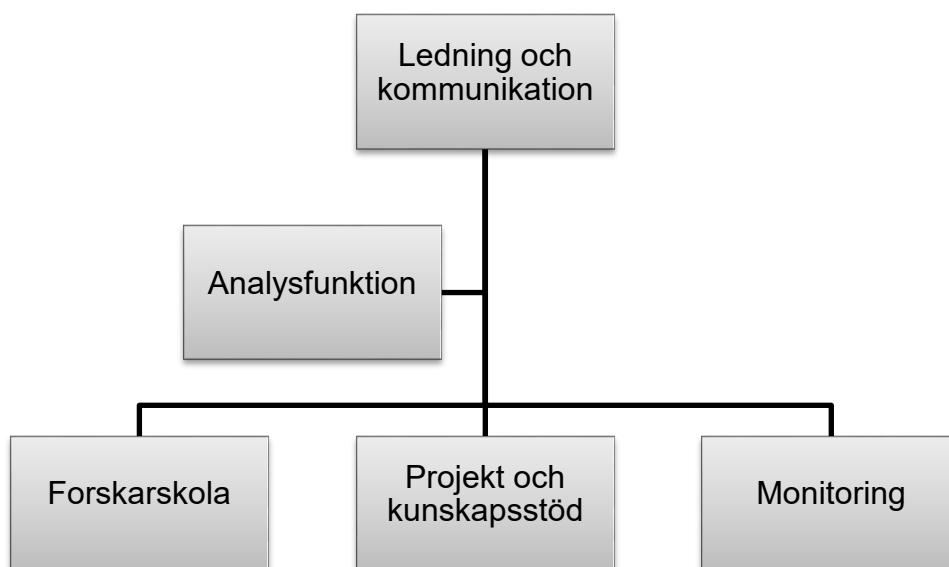 Ledning och
kommunikation
Analysfunktion
Forskarskola
Projekt och
kunskapsstöd
Monitoring